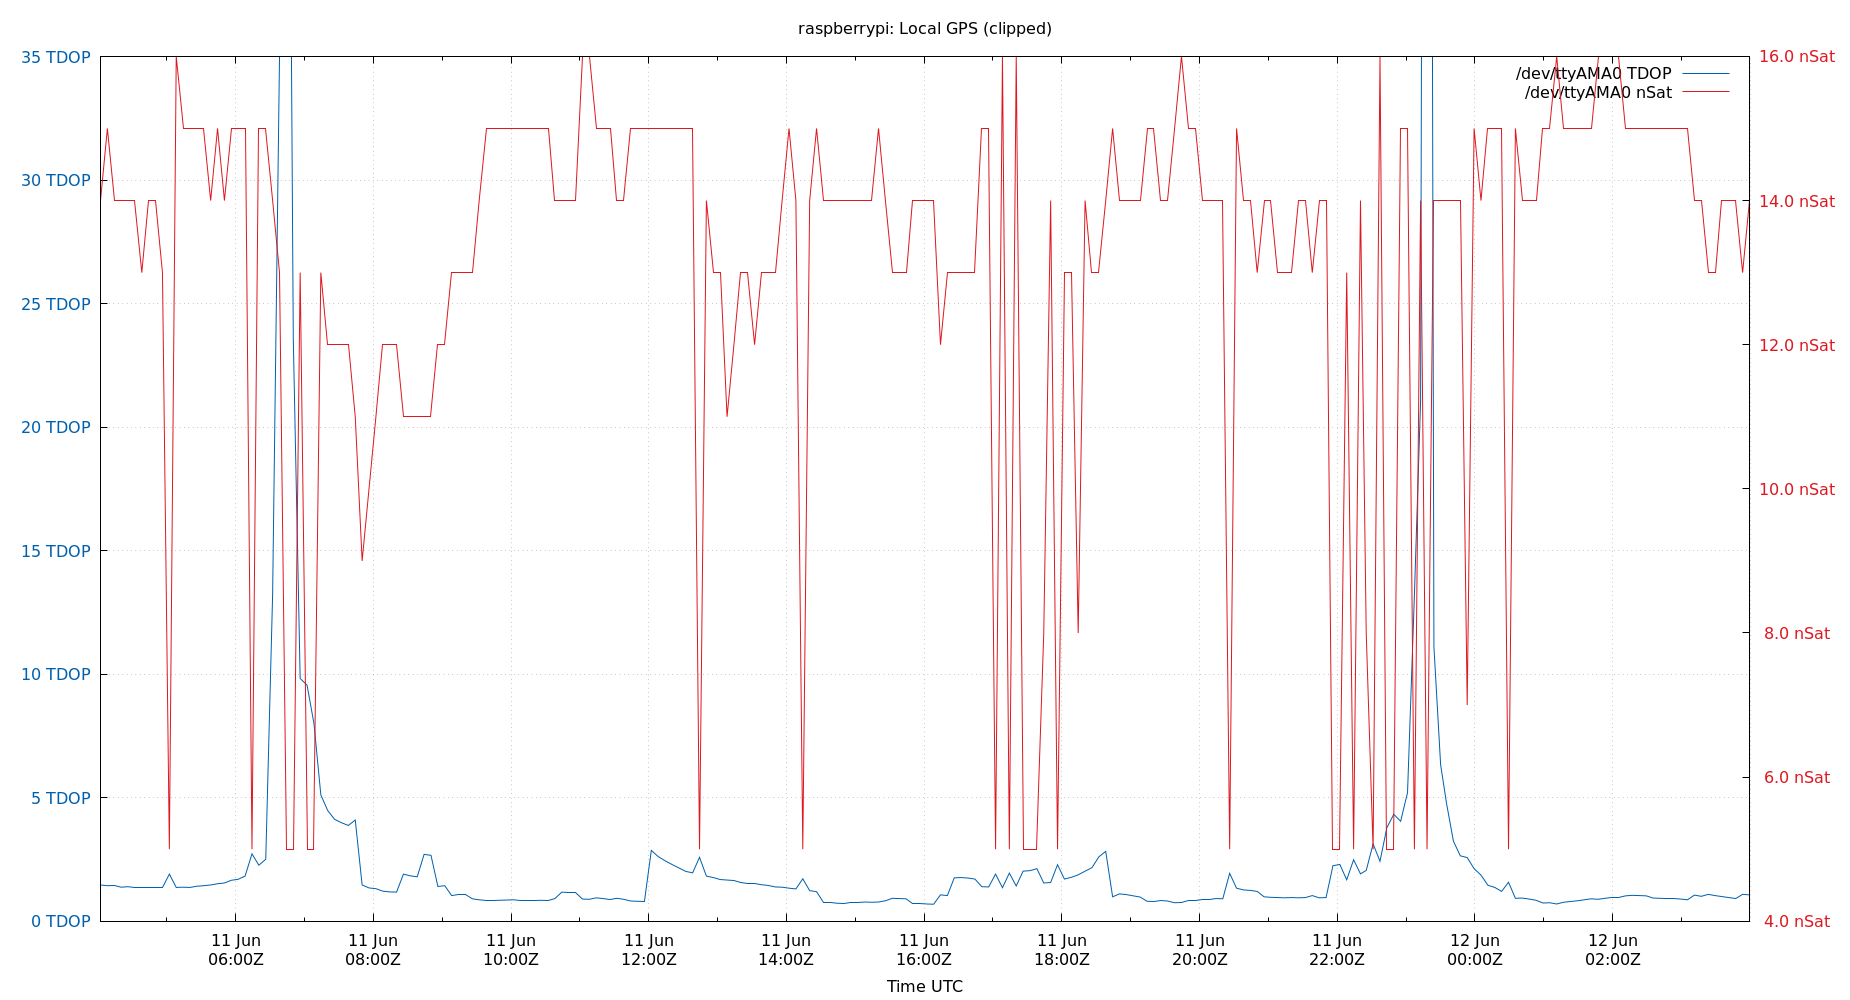 raspberrypi: Local GPS (clipped)
35 TDOP
30 TDOP
25 TDOP
20 TDOP
15 TDOP
10 TDOP
5 TDOP
0 TDOP
16.0 nSat
14.0 nSat
12.0 nSat
10.0 nSat
8.0 nSat
6.0 nSat
4.0 nSat
/dev/ttyAMA0 TDOP
/dev/ttyAMA0 nSat
11 Jun
06:00Z
11 Jun
08:00Z
11 Jun
10:00Z
11 Jun
12:00Z
11 Jun
14:00Z
11 Jun
16:00Z
11 Jun
18:00Z
11 Jun
20:00Z
11 Jun
22:00Z
12 Jun
00:00Z
12 Jun
02:00Z
Time UTC